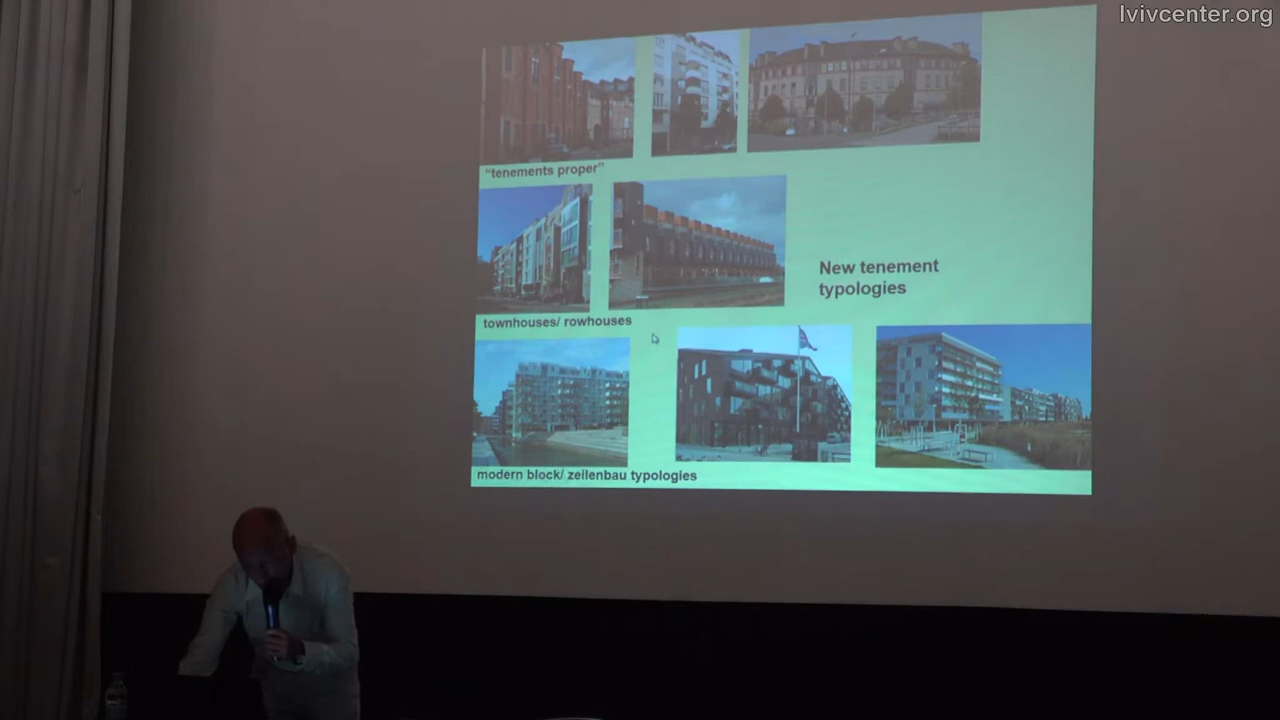 lvivcenter.org
"tenements proper"
New tenement
typologies
townhouses/ rowhouses
modern block/ zeilenbau typologies